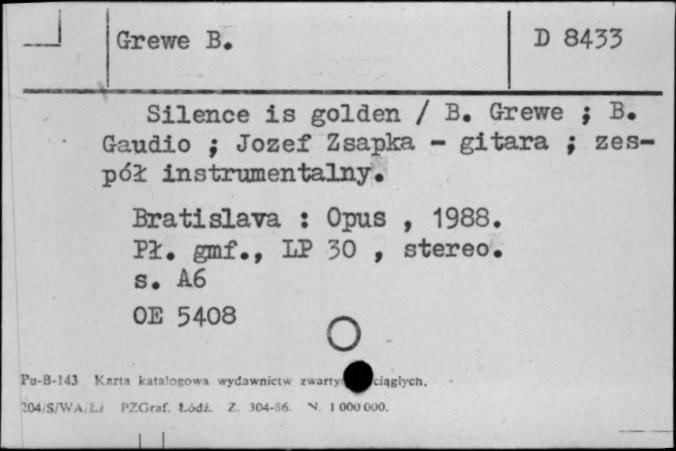 Grewe B.
D 8433
Silence is golden / B. Grewe ; B.
Gaudio ; Jozef Zsapka - gitara ; zes-
pół instrumentalny.
Bratislava : Opus , 1988.
Pł. gmf., LP 30 , stereo.
s. A6
OE 5408
Pu-B-143 Karta katalogowa wydawnictw ciągłych.
204/S/WA/Łź PZGraf. Łódź. Z. 304-86. N. 1 000 000.